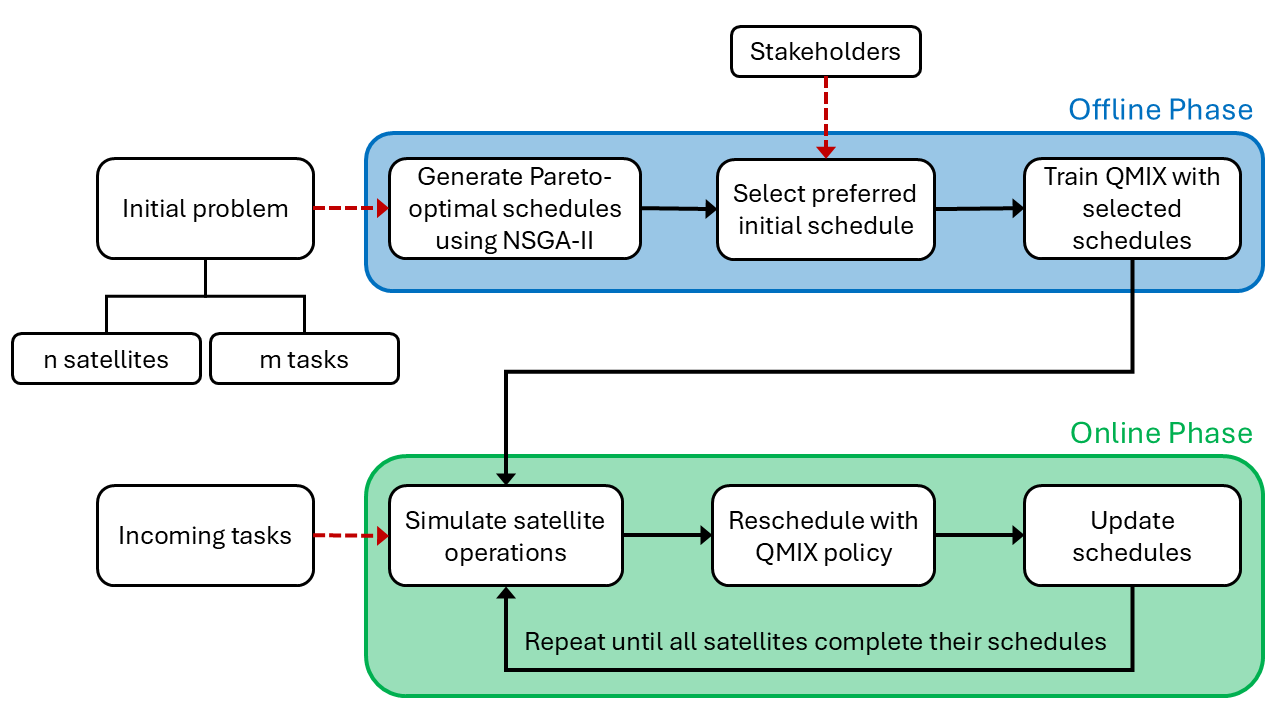 Stakeholders
Offline Phase
Initial problem
Generate Pareto-
optimal schedules
using NSGA-II
Select preferred
initial schedule
Train QMIX with
selected
schedules
n satellites
m tasks
Online Phase
Incoming tasks
Simulate satellite
operations
Reschedule with
QMIX policy
Update
schedules
Repeat until all satellites complete their schedules